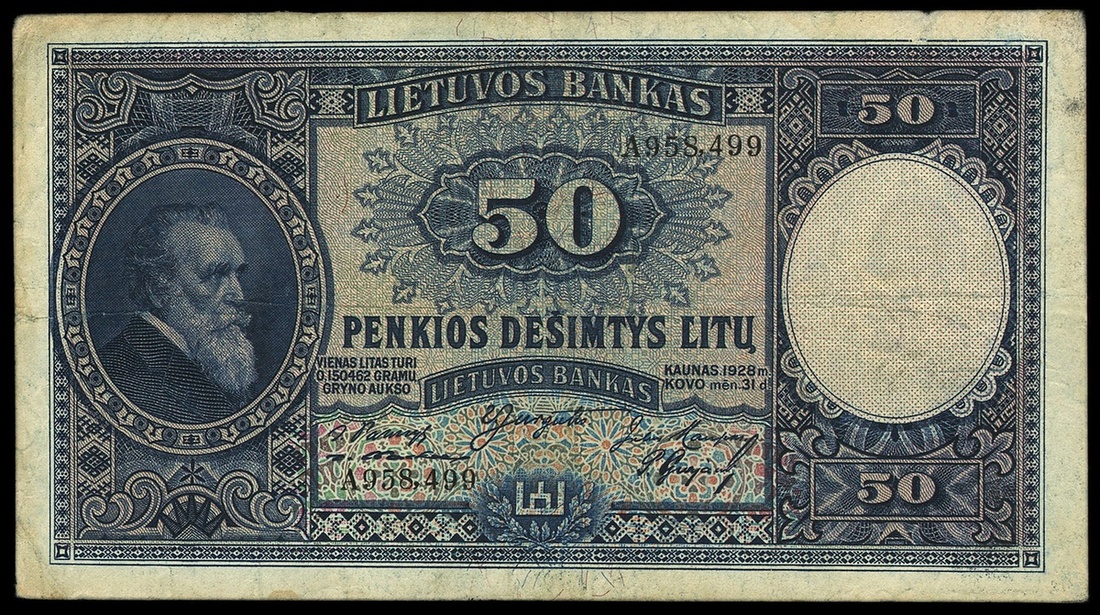 LIETUVOS BANKAS
50
A958,499
50
PENKIOS DEŠIMTYS LITŲ
VIENAS LITAS TURI
0,150462 GRAMŲ
GRYNO AUKSO
LIETUVOS BANKAS
KAUNAS.1928 m.
KOVO mėn. 31 d.
A958,499
50